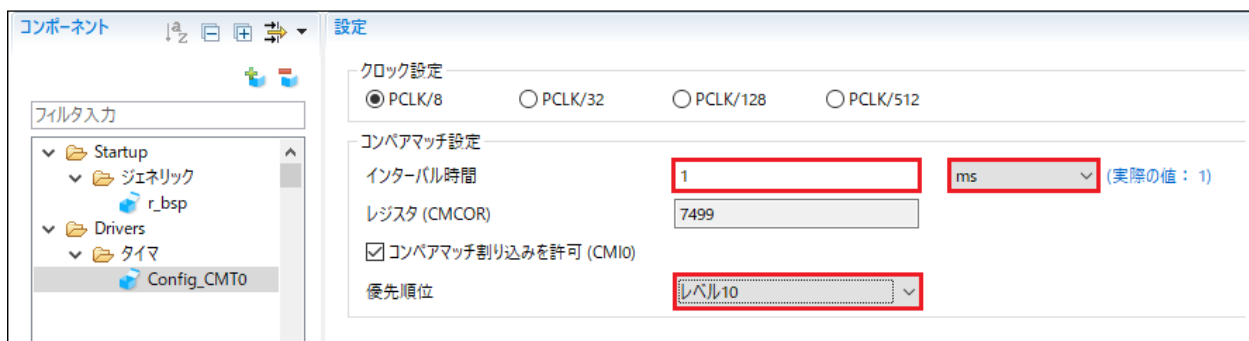 コンポーネント
設定
フィルタ入力
Startup
ジェネリック
r_bsp
Drivers
タイマ
Config_CMT0
クロック設定
PCLK/8 PCLK/32 PCLK/128 PCLK/512
コンペアマッチ設定
インターバル時間 1 ms (実際の値： 1)
レジスタ (CMCOR) 7499
コンペアマッチ割り込みを許可 (CMI0)
優先順位 レベル10